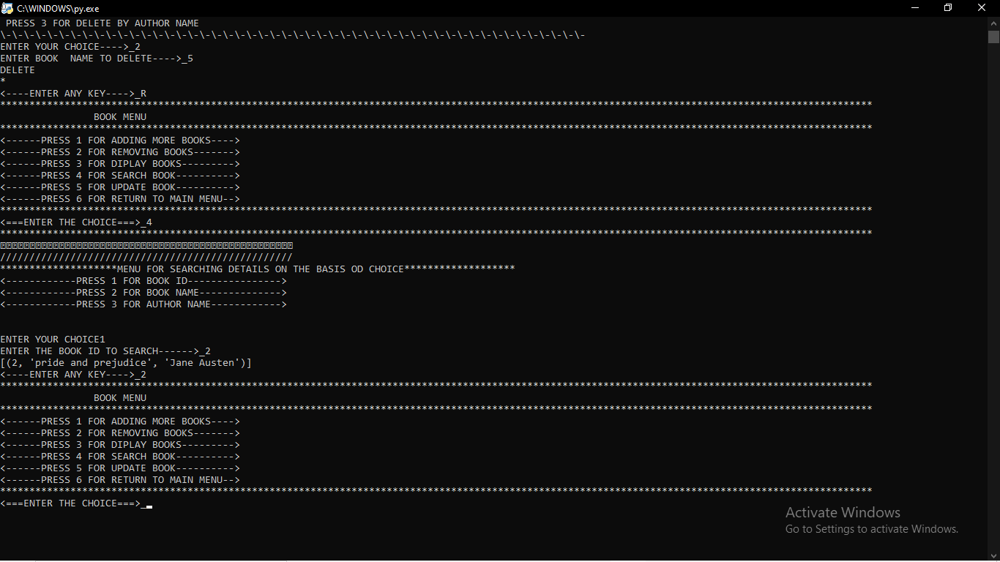 C:\WINDOWS\py.exe
PRESS 3 FOR DELETE BY AUTHOR NAME
\-\-\-\-\-\-\-\-\-\-\-\-\-\-\-\-\-\-\-\-\-\-\-\-\-\-\-\-\-\-\-\-\-\-\-\-\-\-\-\-\-\-\-\-\-\-\-\-\-\-
ENTER YOUR CHOICE---->_2
ENTER BOOK  NAME TO DELETE---->_5
DELETE
*
<----ENTER ANY KEY---->_R
*****************************************************************************************************************************************************
BOOK MENU
*****************************************************************************************************************************************************
<------PRESS 1 FOR ADDING MORE BOOKS---->
<------PRESS 2 FOR REMOVING BOOKS------->
<------PRESS 3 FOR DIPLAY BOOKS--------->
<------PRESS 4 FOR SEARCH BOOK---------->
<------PRESS 5 FOR UPDATE BOOK---------->
<------PRESS 6 FOR RETURN TO MAIN MENU-->
*****************************************************************************************************************************************************
<===ENTER THE CHOICE===>_4
*****************************************************************************************************************************************************
//////////////////////////////////////////////////
********************MENU FOR SEARCHING DETAILS ON THE BASIS OD CHOICE*******************
<------------PRESS 1 FOR BOOK ID---------------->
<------------PRESS 2 FOR BOOK NAME-------------->
<------------PRESS 3 FOR AUTHOR NAME------------>
ENTER YOUR CHOICE1
ENTER THE BOOK ID TO SEARCH------>_2
[(2, 'pride and prejudice', 'Jane Austen')]
<----ENTER ANY KEY---->_2
*****************************************************************************************************************************************************
BOOK MENU
*****************************************************************************************************************************************************
<------PRESS 1 FOR ADDING MORE BOOKS---->
<------PRESS 2 FOR REMOVING BOOKS------->
<------PRESS 3 FOR DIPLAY BOOKS--------->
<------PRESS 4 FOR SEARCH BOOK---------->
<------PRESS 5 FOR UPDATE BOOK---------->
<------PRESS 6 FOR RETURN TO MAIN MENU-->
*****************************************************************************************************************************************************
<===ENTER THE CHOICE===>_
Activate Windows
Go to Settings to activate Windows.